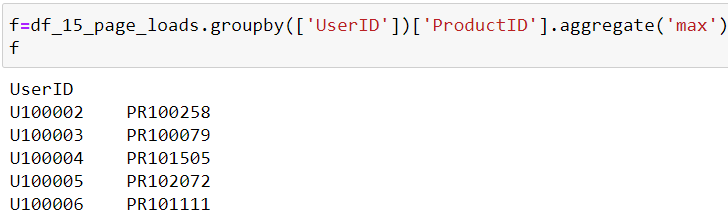 f=df_15_page_loads.groupby(['UserID'])['ProductID'].aggregate('max')
f
UserID
U100002    PR100258
U100003    PR100079
U100004    PR101505
U100005    PR102072
U100006    PR101111